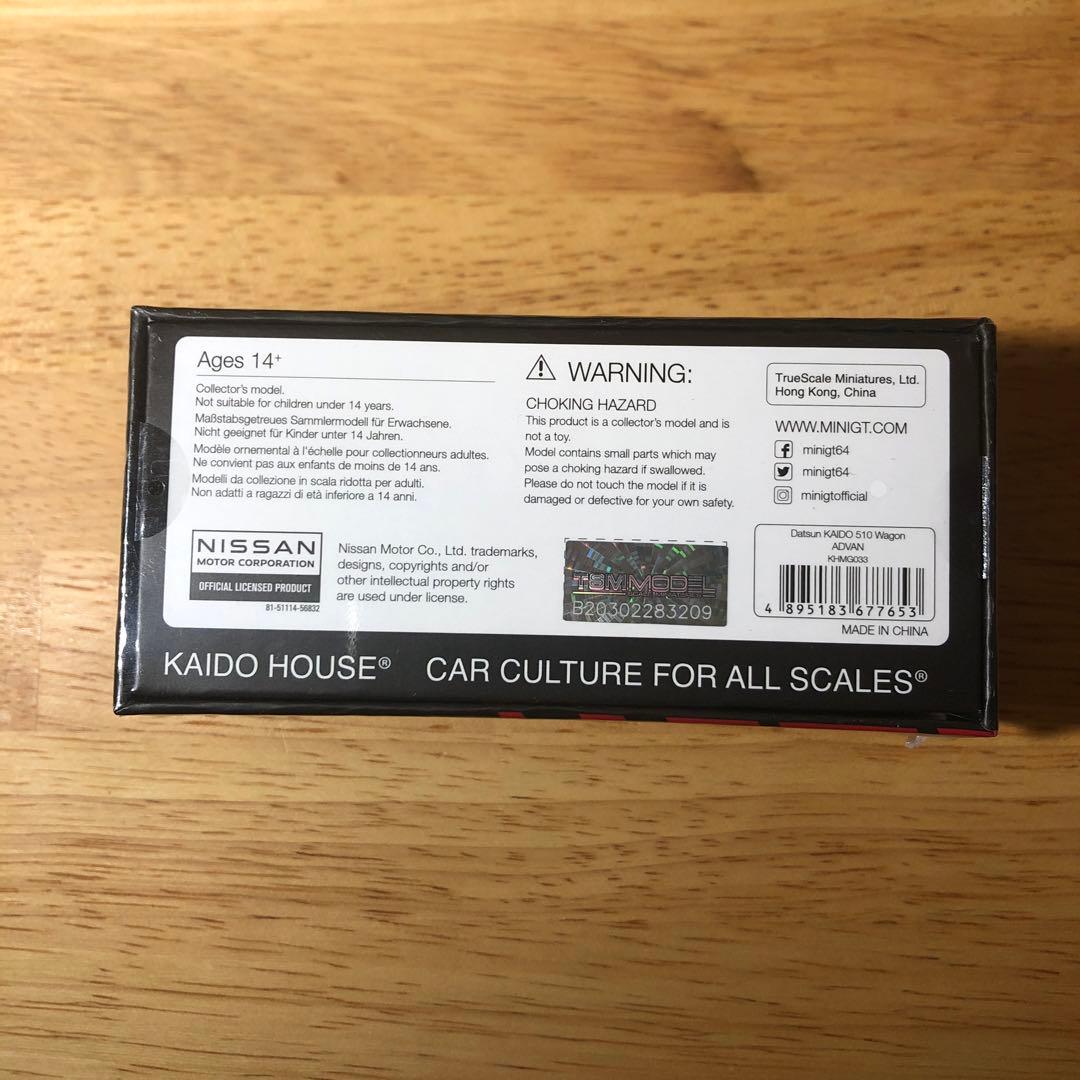 Ages 14+
Collector's model.
Not suitable for children under 14 years.
Maßstabsgetreues Sammlermodell für Erwachsene.
Nicht geeignet für Kinder unter 14 Jahren.
Modèle ornemental à l'échelle pour collectionneurs adultes.
Ne convient pas aux enfants de moins de 14 ans.
Modelli da collezione in scala ridotta per adulti.
Non adatti a ragazzi di età inferiore a 14 anni.
NISSAN
MOTOR CORPORATION
OFFICIAL LICENSED PRODUCT
81-51114-56832
Nissan Motor Co., Ltd. trademarks,
designs, copyrights and/or
other intellectual property rights
are used under license.
WARNING:
CHOKING HAZARD
This product is a collector's model and is
not a toy.
Model contains small parts which may
pose a choking hazard if swallowed.
Please do not touch the model if it is
damaged or defective for your own safety.
TSMMODEL
B20302283209
TrueScale Miniatures, Ltd.
Hong Kong, China
WWW.MINIGT.COM
minigt64
minigt64
minigtofficial
Datsun KAIDO 510 Wagon
ADVAN
KHMG033
4 895183 677653
MADE IN CHINA
KAIDO HOUSE® CAR CULTURE FOR ALL SCALES®